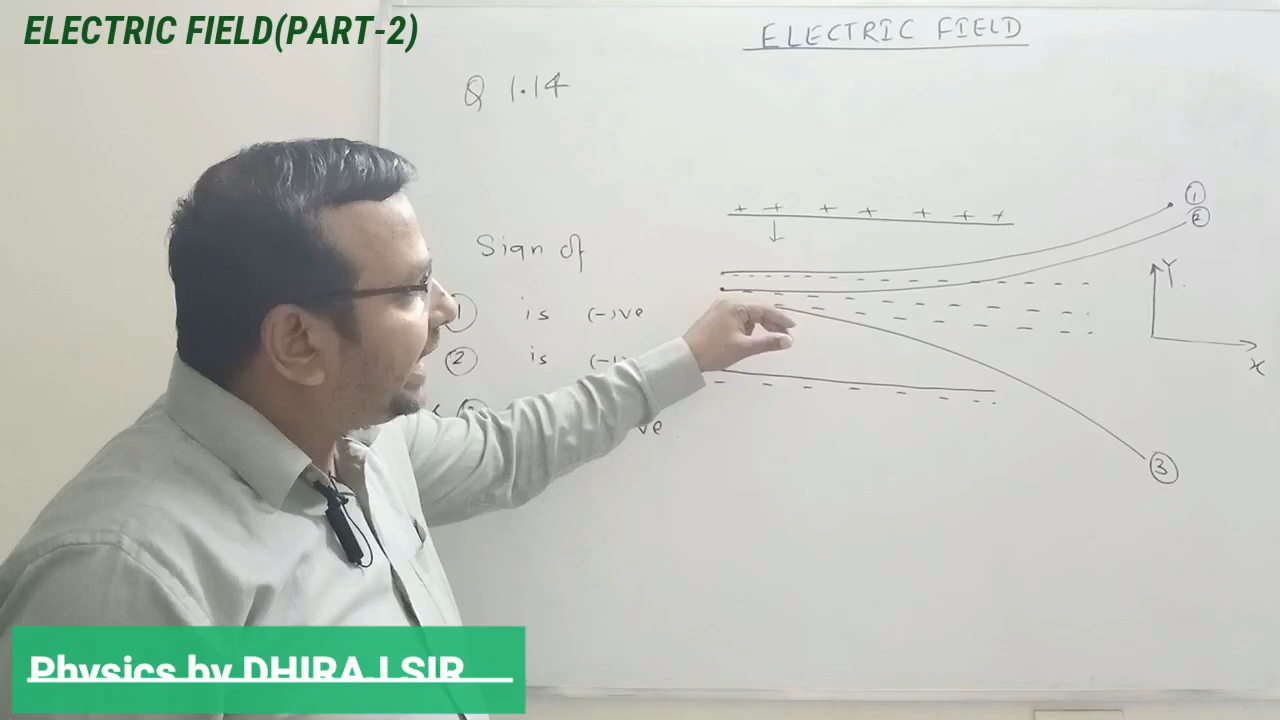 ELECTRIC FIELD(PART-2)
ELECTRIC FIELD
Q 1.14
+ + + + + + +
Sign of
① is (-)ve
② is (-)
ve
①
②
③
Y
X
Physics by DHIRAJ SIR